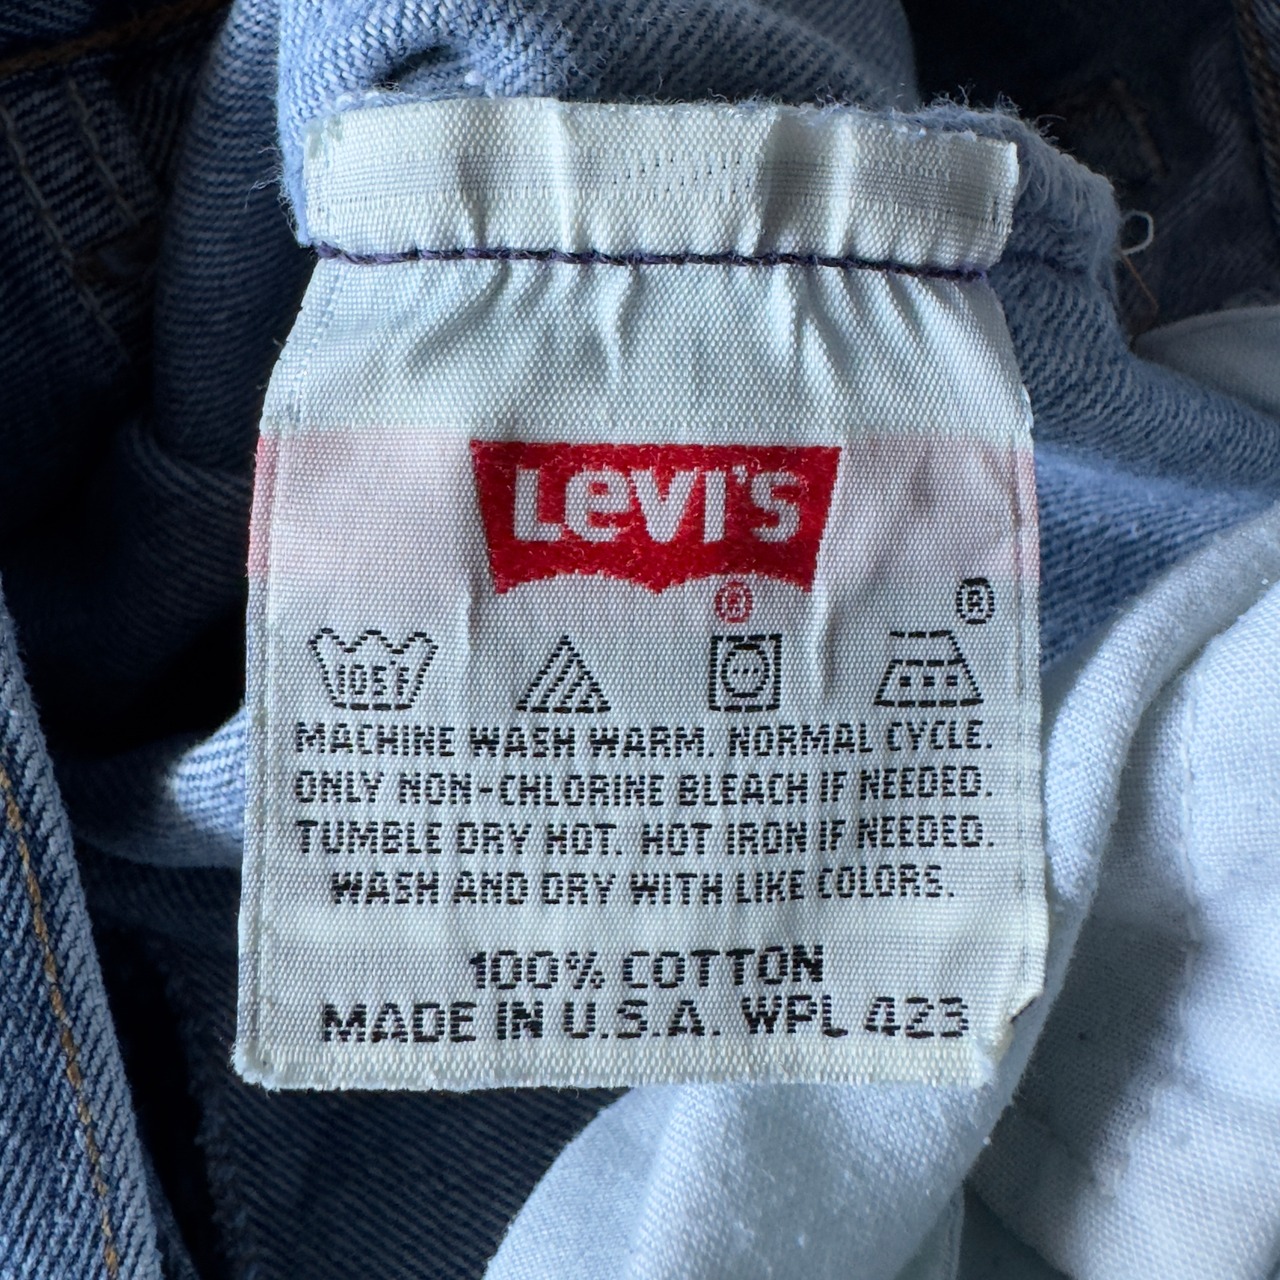 Levi's
®
®
105F
MACHINE WASH WARM. NORMAL CYCLE.
ONLY NON-CHLORINE BLEACH IF NEEDED.
TUMBLE DRY HOT. HOT IRON IF NEEDED.
WASH AND DRY WITH LIKE COLORS.
100% COTTON
MADE IN U.S.A. WPL 423